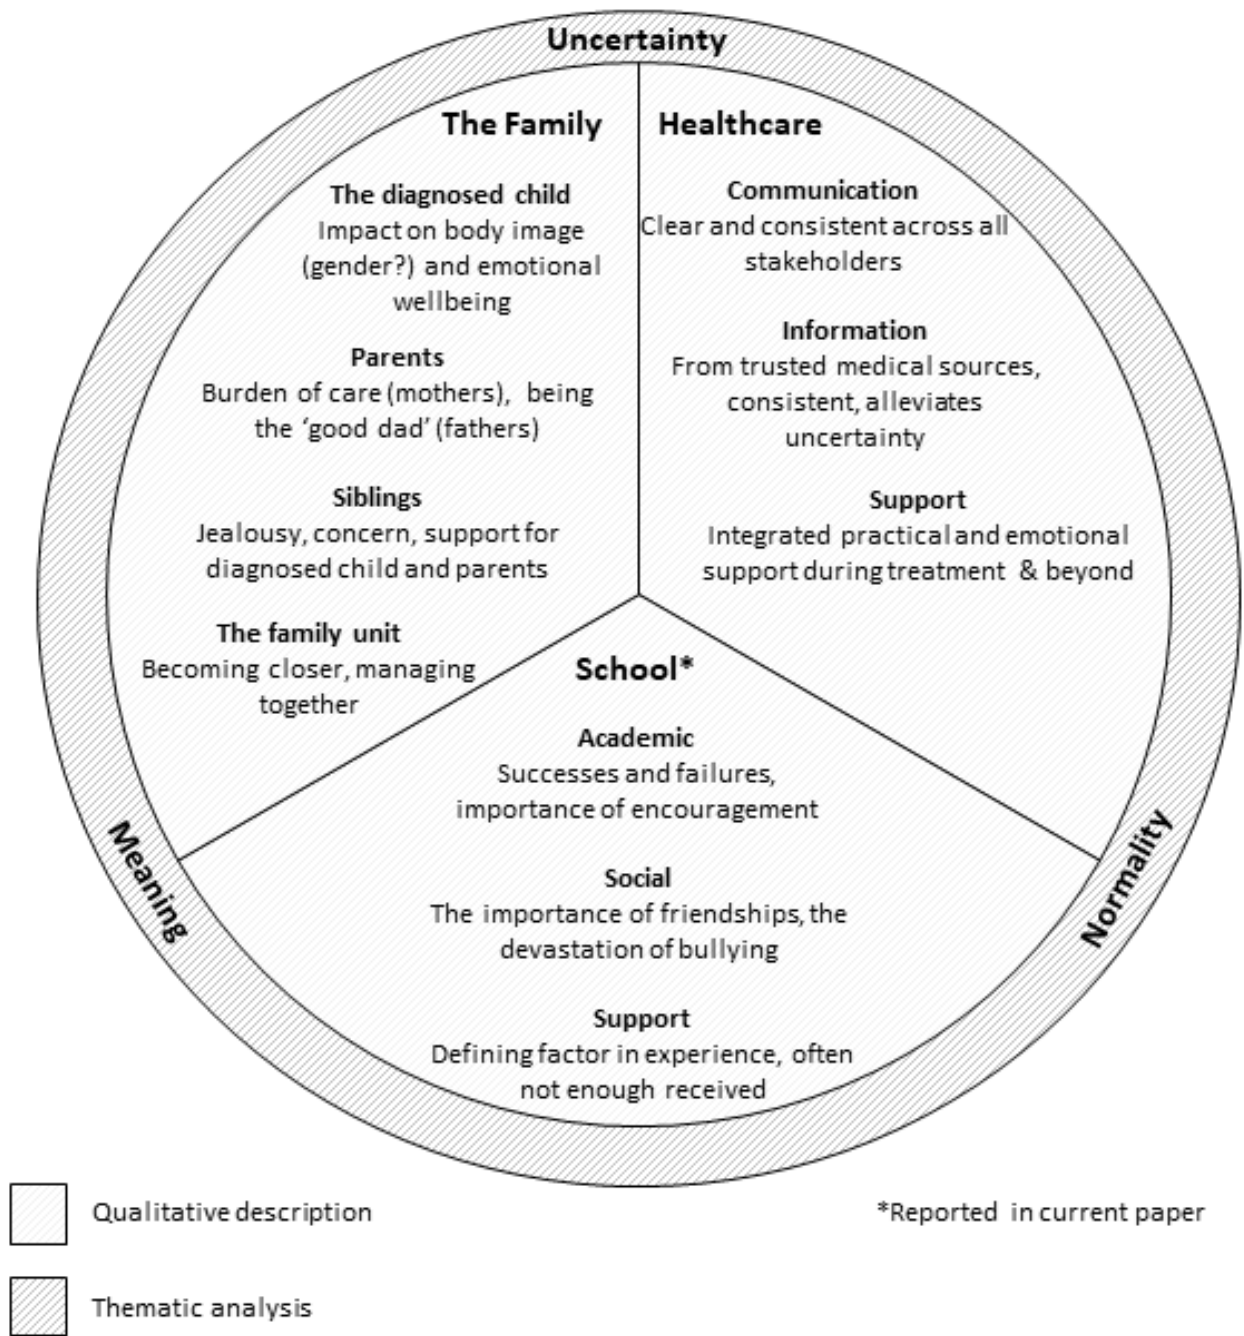 Uncertainty
The Family
The diagnosed child
Impact on body image
(gender?) and emotional
wellbeing
Parents
Burden of care (mothers), being
the ‘good dad’ (fathers)
Siblings
Jealousy, concern, support for
diagnosed child and parents
The family unit
Becoming closer, managing
together
Healthcare
Communication
Clear and consistent across all
stakeholders
Information
From trusted medical sources,
consistent, alleviates
uncertainty
Support
Integrated practical and emotional
support during treatment & beyond
School*
Academic
Successes and failures,
importance of encouragement
Social
The importance of friendships, the
devastation of bullying
Support
Defining factor in experience, often
not enough received
Meaning
Normality
Qualitative description
*Reported in current paper
Thematic analysis